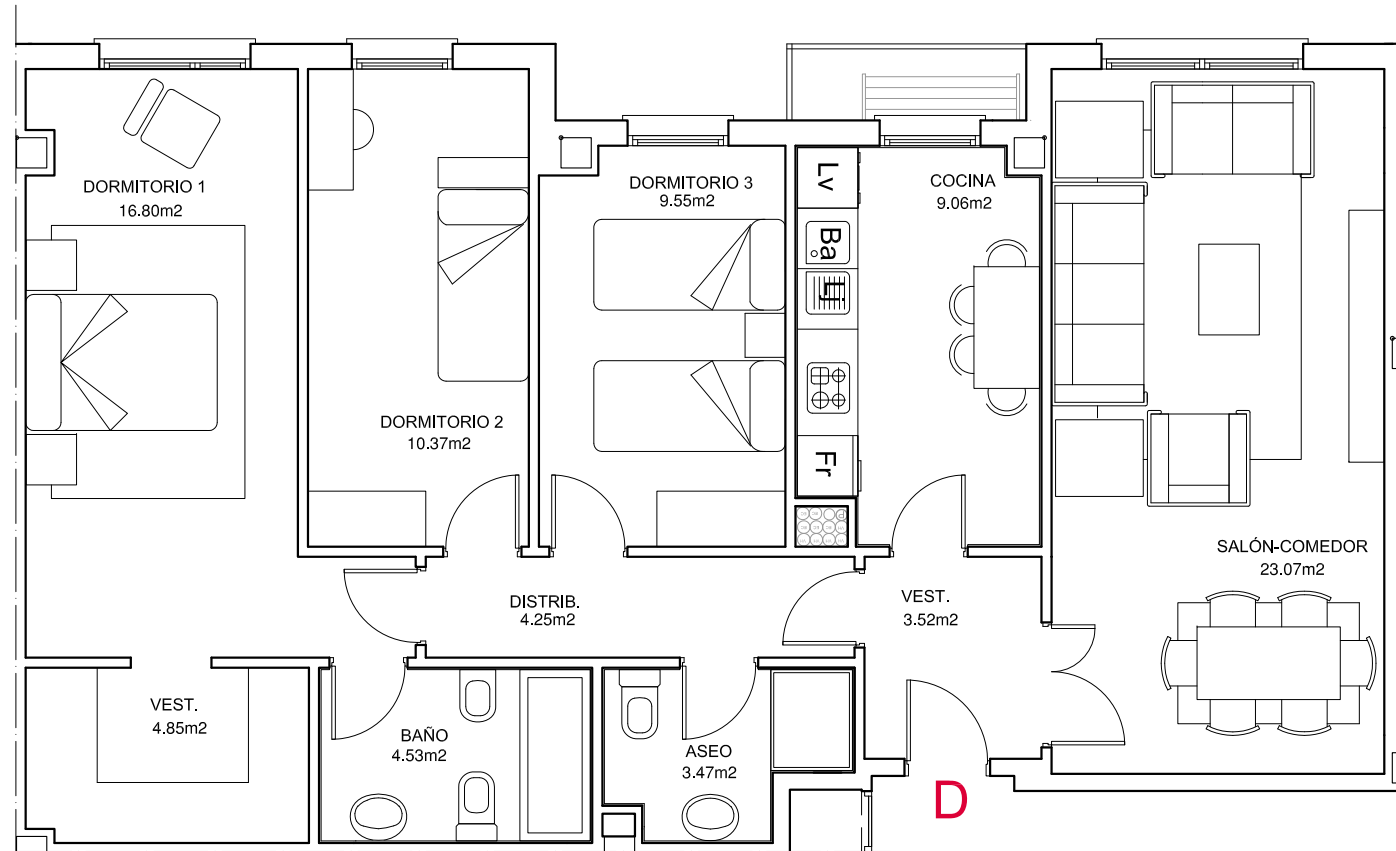 DORMITORIO 1
16.80m2
DORMITORIO 2
10.37m2
DORMITORIO 3
9.55m2
COCINA
9.06m2
Lv
Ba
Lj
Fr
SALÓN-COMEDOR
23.07m2
DISTRIB.
4.25m2
VEST.
3.52m2
VEST.
4.85m2
BAÑO
4.53m2
ASEO
3.47m2
D